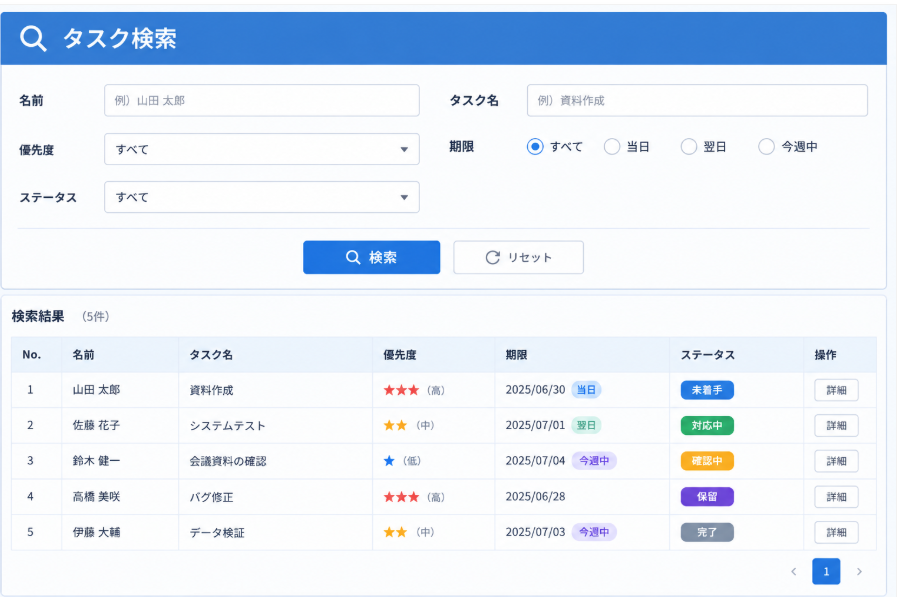 タスク検索
名前 例）山田 太郎 タスク名 例）資料作成
優先度 すべて 期限 すべて 当日 翌日 今週中
ステータス すべて
検索 リセット
検索結果 （5件）
No. 名前 タスク名 優先度 期限 ステータス 操作
1 山田 太郎 資料作成 ★★★（高） 2025/06/30 当日 未着手 詳細
2 佐藤 花子 システムテスト ★★（中） 2025/07/01 翌日 対応中 詳細
3 鈴木 健一 会議資料の確認 ★（低） 2025/07/04 今週中 確認中 詳細
4 高橋 美咲 バグ修正 ★★★（高） 2025/06/28 保留 詳細
5 伊藤 大輔 データ検証 ★★（中） 2025/07/03 今週中 完了 詳細
< 1 >